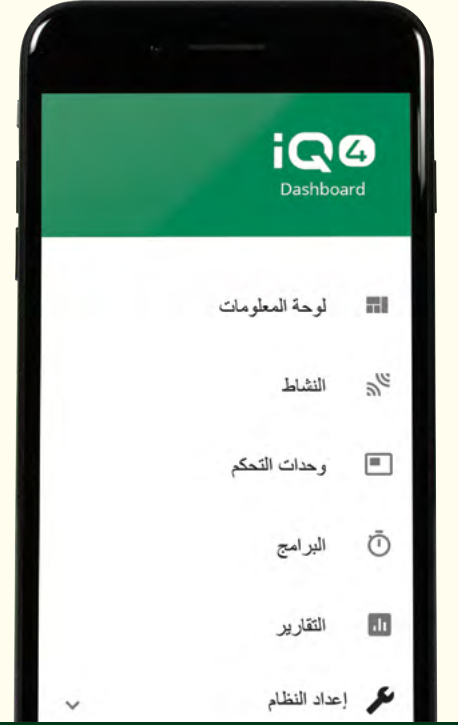 iQ4
Dashboard
لوحة المعلومات
النشاط
وحدات التحكم
البرامج
التقارير
إعداد النظام